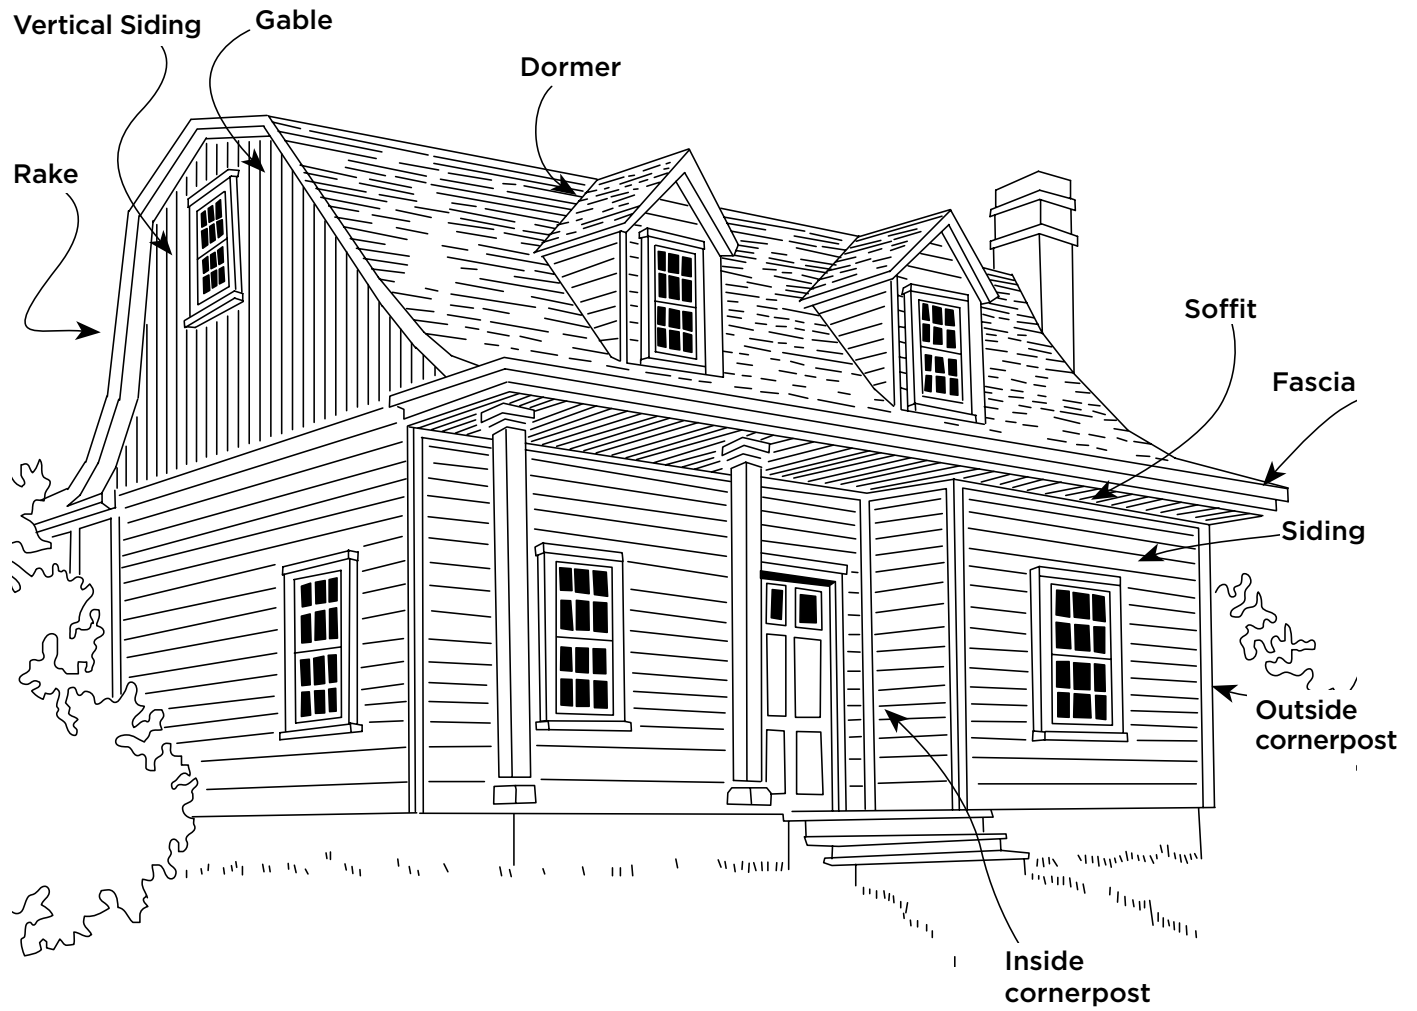 Vertical Siding
Gable
Dormer
Rake
Soffit
Fascia
Siding
Outside
cornerpost
Inside
cornerpost